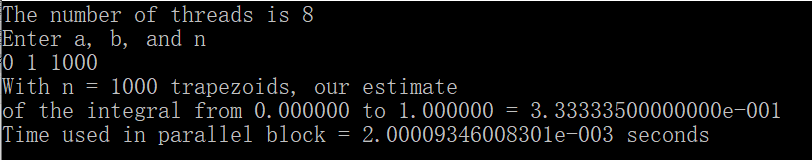 The number of threads is 8
Enter a, b, and n
0 1 1000
With n = 1000 trapezoids, our estimate
of the integral from 0.000000 to 1.000000 = 3.33333500000000e-001
Time used in parallel block = 2.00009346008301e-003 seconds